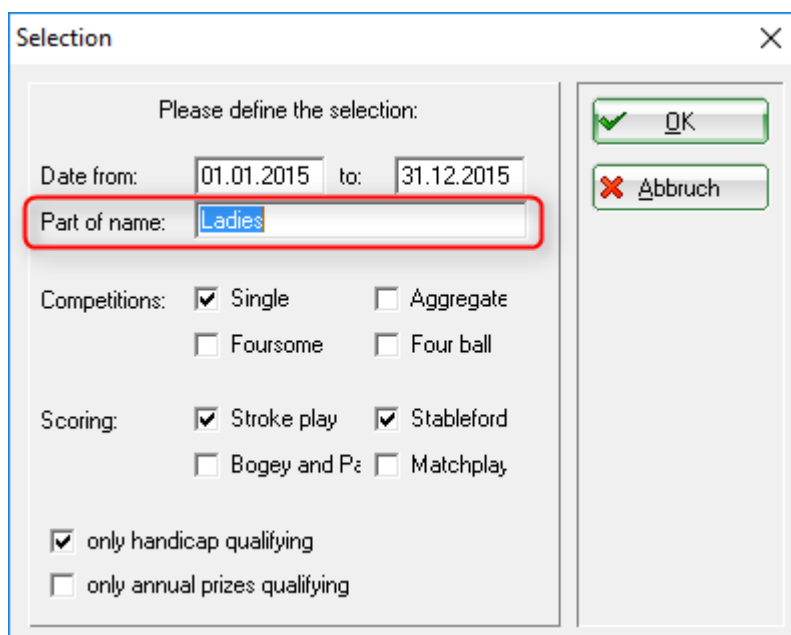 Selection
Please define the selection:
Date from: 01.01.2015 to: 31.12.2015
Part of name: Ladies
Competitions: Single Aggregate
Foursome Four ball
Scoring: Stroke play Stableford
Bogey and Pa Matchplay
only handicap qualifying
only annual prizes qualifying
OK
Abbruch